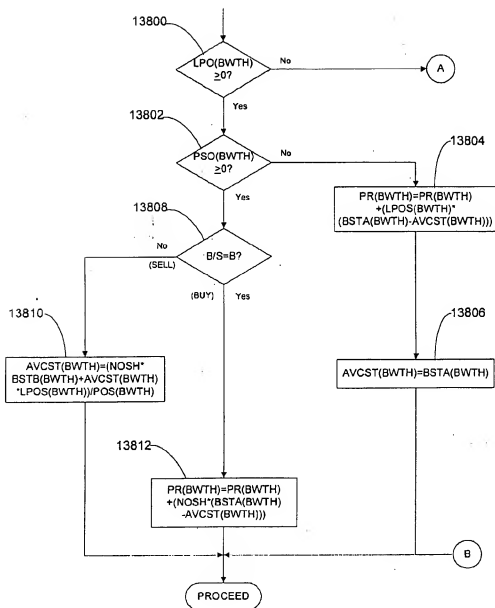 13800
LPO(BWTH)
≥0?
No
A
Yes
13802
PSO(BWTH)
≥0?
No
Yes
13804
PR(BWTH)=PR(BWTH)
+(LPOS(BWTH)*
(BSTA(BWTH)-AVCST(BWTH)))
13808
B/S=B?
No
(SELL)
(BUY)
Yes
13806
AVCST(BWTH)=BSTA(BWTH)
13810
AVCST(BWTH)=(NOSH*
BSTB(BWTH)+AVCST(BWTH)
*LPOS(BWTH))/POS(BWTH)
13812
PR(BWTH)=PR(BWTH)
+(NOSH*(BSTA(BWTH)
-AVCST(BWTH)))
B
PROCEED